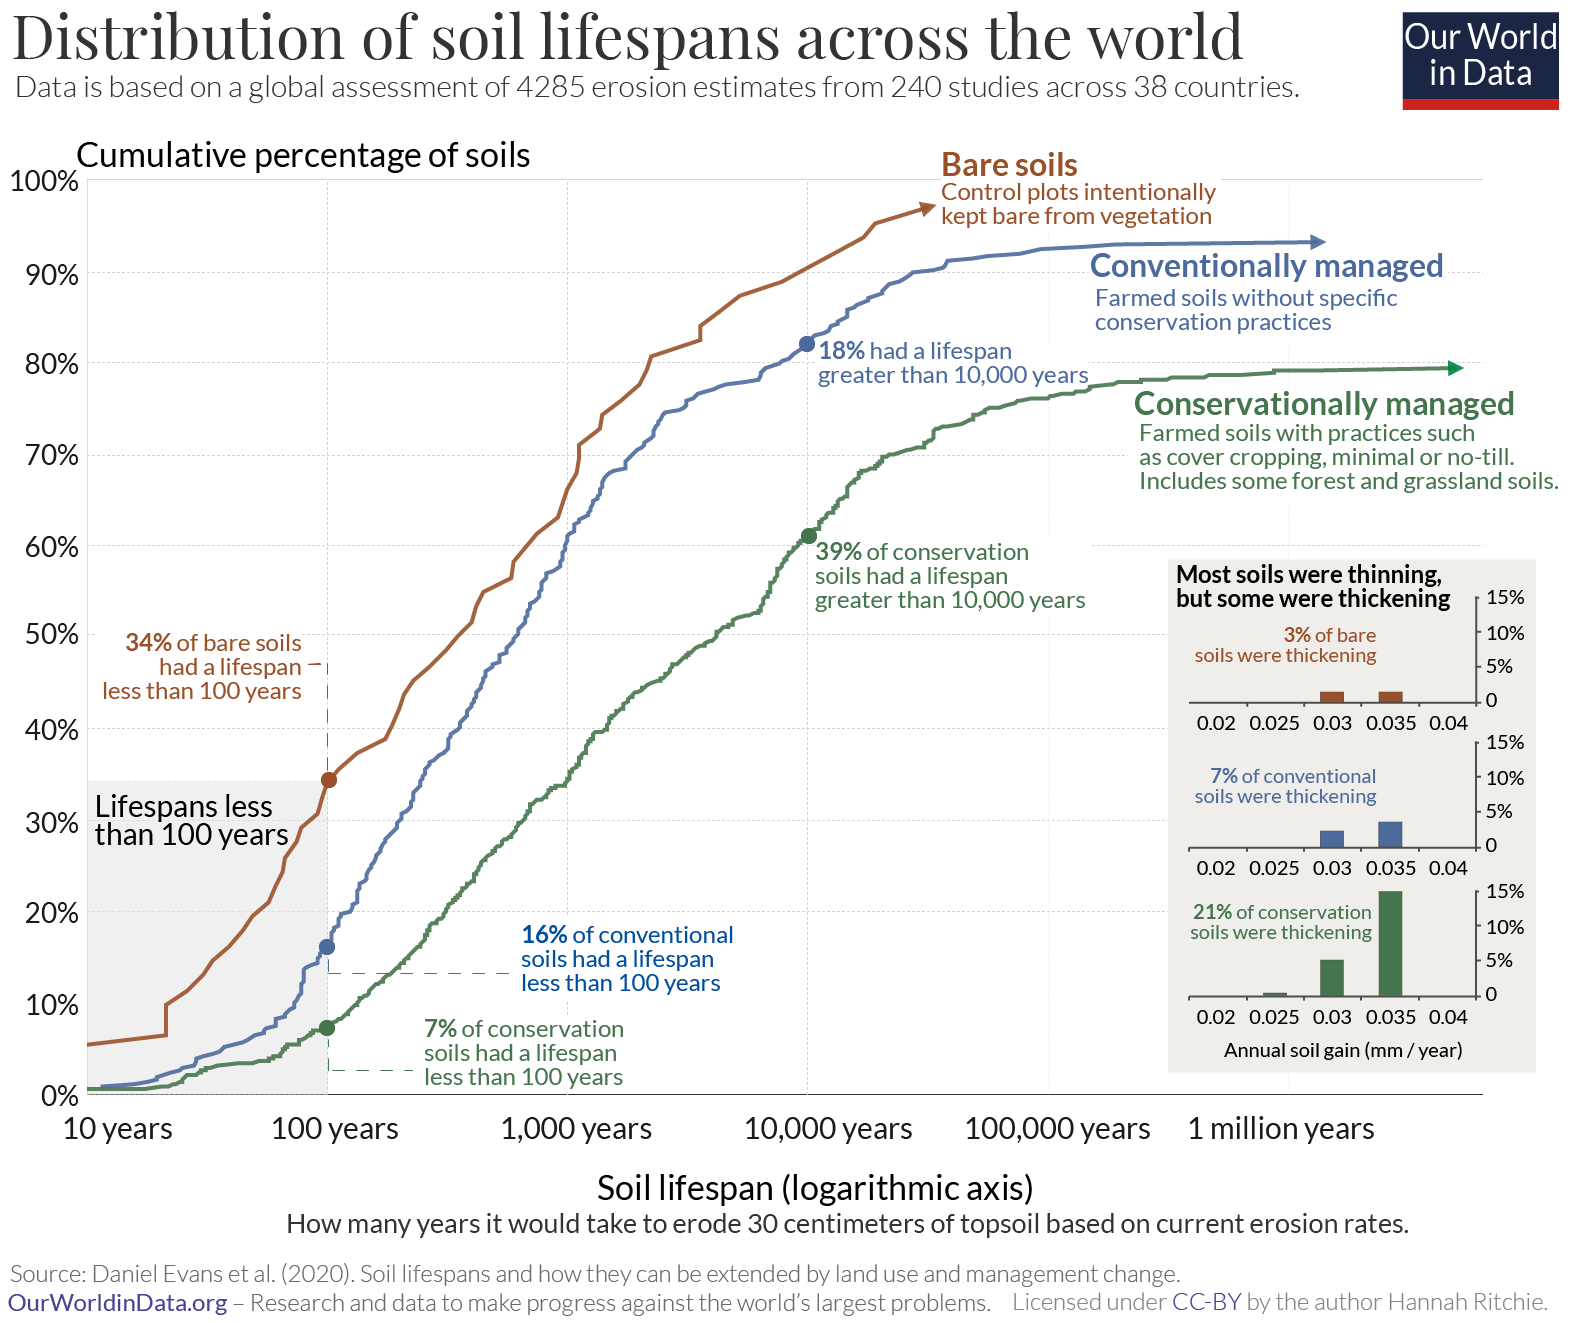 Distribution of soil lifespans across the world
Data is based on a global assessment of 4285 erosion estimates from 240 studies across 38 countries.
Our World
in Data
Cumulative percentage of soils
100%
90%
80%
70%
60%
50%
40%
30%
20%
10%
0%
Bare soils
Control plots intentionally
kept bare from vegetation
Conventionally managed
Farmed soils without specific
conservation practices
18% had a lifespan
greater than 10,000 years
Conservationally managed
Farmed soils with practices such
as cover cropping, minimal or no-till.
Includes some forest and grassland soils.
39% of conservation
soils had a lifespan
greater than 10,000 years
34% of bare soils
had a lifespan
less than 100 years
Lifespans less
than 100 years
16% of conventional
soils had a lifespan
less than 100 years
7% of conservation
soils had a lifespan
less than 100 years
Most soils were thinning,
but some were thickening
15%
10%
5%
0
3% of bare
soils were thickening
0.02 0.025 0.03 0.035 0.04
15%
10%
5%
0
7% of conventional
soils were thickening
0.02 0.025 0.03 0.035 0.04
15%
10%
5%
0
21% of conservation
soils were thickening
0.02 0.025 0.03 0.035 0.04
Annual soil gain (mm / year)
10 years 100 years 1,000 years 10,000 years 100,000 years 1 million years
Soil lifespan (logarithmic axis)
How many years it would take to erode 30 centimeters of topsoil based on current erosion rates.
Source: Daniel Evans et al. (2020). Soil lifespans and how they can be extended by land use and management change.
OurWorldinData.org – Research and data to make progress against the world's largest problems. Licensed under CC-BY by the author Hannah Ritchie.